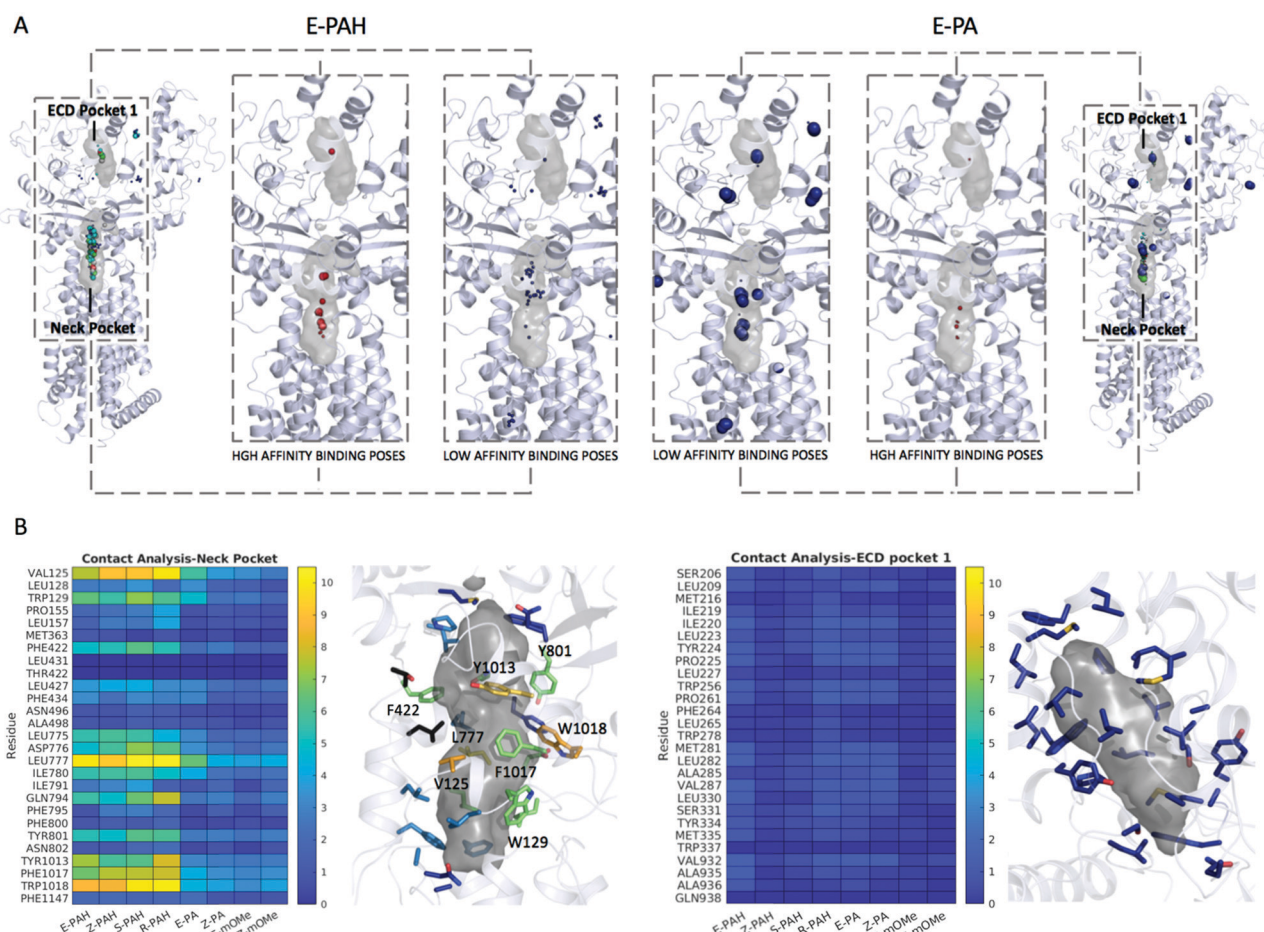 A
E-PAH
E-PA
ECD Pocket 1
Neck Pocket
HGH AFFINITY BINDING POSES
LOW AFFINITY BINDING POSES
LOW AFFINITY BINDING POSES
HGH AFFINITY BINDING POSES
ECD Pocket 1
Neck Pocket
B
Contact Analysis-Neck Pocket
Residue
VAL125
LEU128
TRP129
PRO155
LEU157
MET363
PHE422
LEU431
THR422
LEU427
PHE434
ASN496
ALA498
LEU775
ASP776
LEU777
ILE780
ILE791
GLN794
PHE795
PHE800
TYR801
ASN802
TYR1013
PHE1017
TRP1018
PHE1147
E-PAH
Z-PAH
S-PAH
R-PAH
E-PA
Z-PA
-mOMe
-mOMe
10
9
8
7
6
5
4
3
2
1
0
Y801
Y1013
F422
L777
W1018
V125
F1017
W129
Contact Analysis-ECD pocket 1
Residue
SER206
LEU209
MET216
ILE219
ILE220
LEU223
TYR224
PRO225
LEU227
TRP256
PRO261
PHE264
LEU265
TRP278
MET281
LEU282
ALA285
VAL287
LEU330
SER331
TYR334
MET335
TRP337
VAL932
ALA935
ALA936
GLN938
E-PAH
Z-PAH
S-PAH
R-PAH
E-PA
Z-PA
-mOMe
-mOMe
10
9
8
7
6
5
4
3
2
1
0